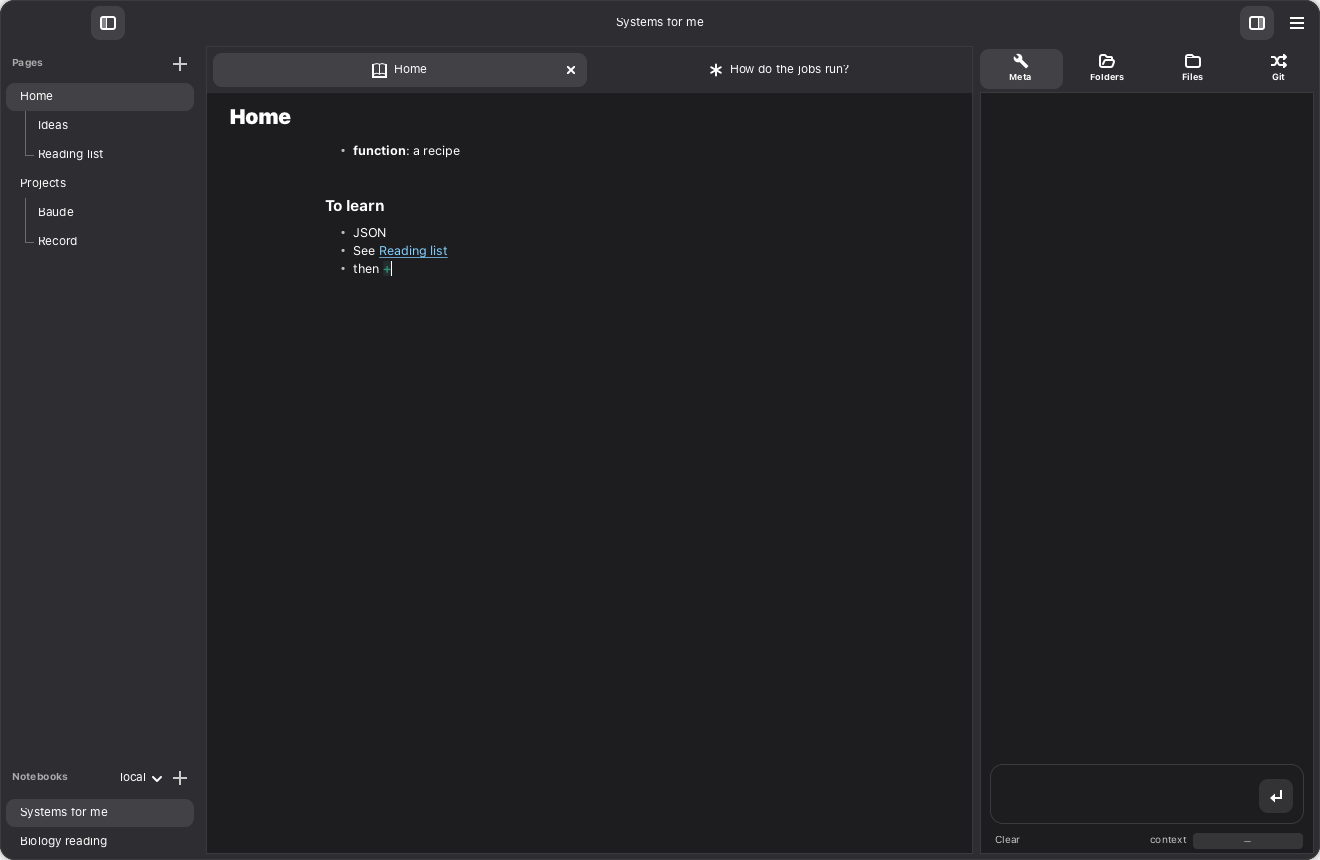 Systems for me
Pages
Home
Ideas
Reading list
Projects
Baude
Record
Notebooks
local
Systems for me
Biology reading
Home
How do the jobs run?
Home
• function: a recipe
To learn
• JSON
• See Reading list
• then +
Meta
Folders
Files
Git
Clear
context
–